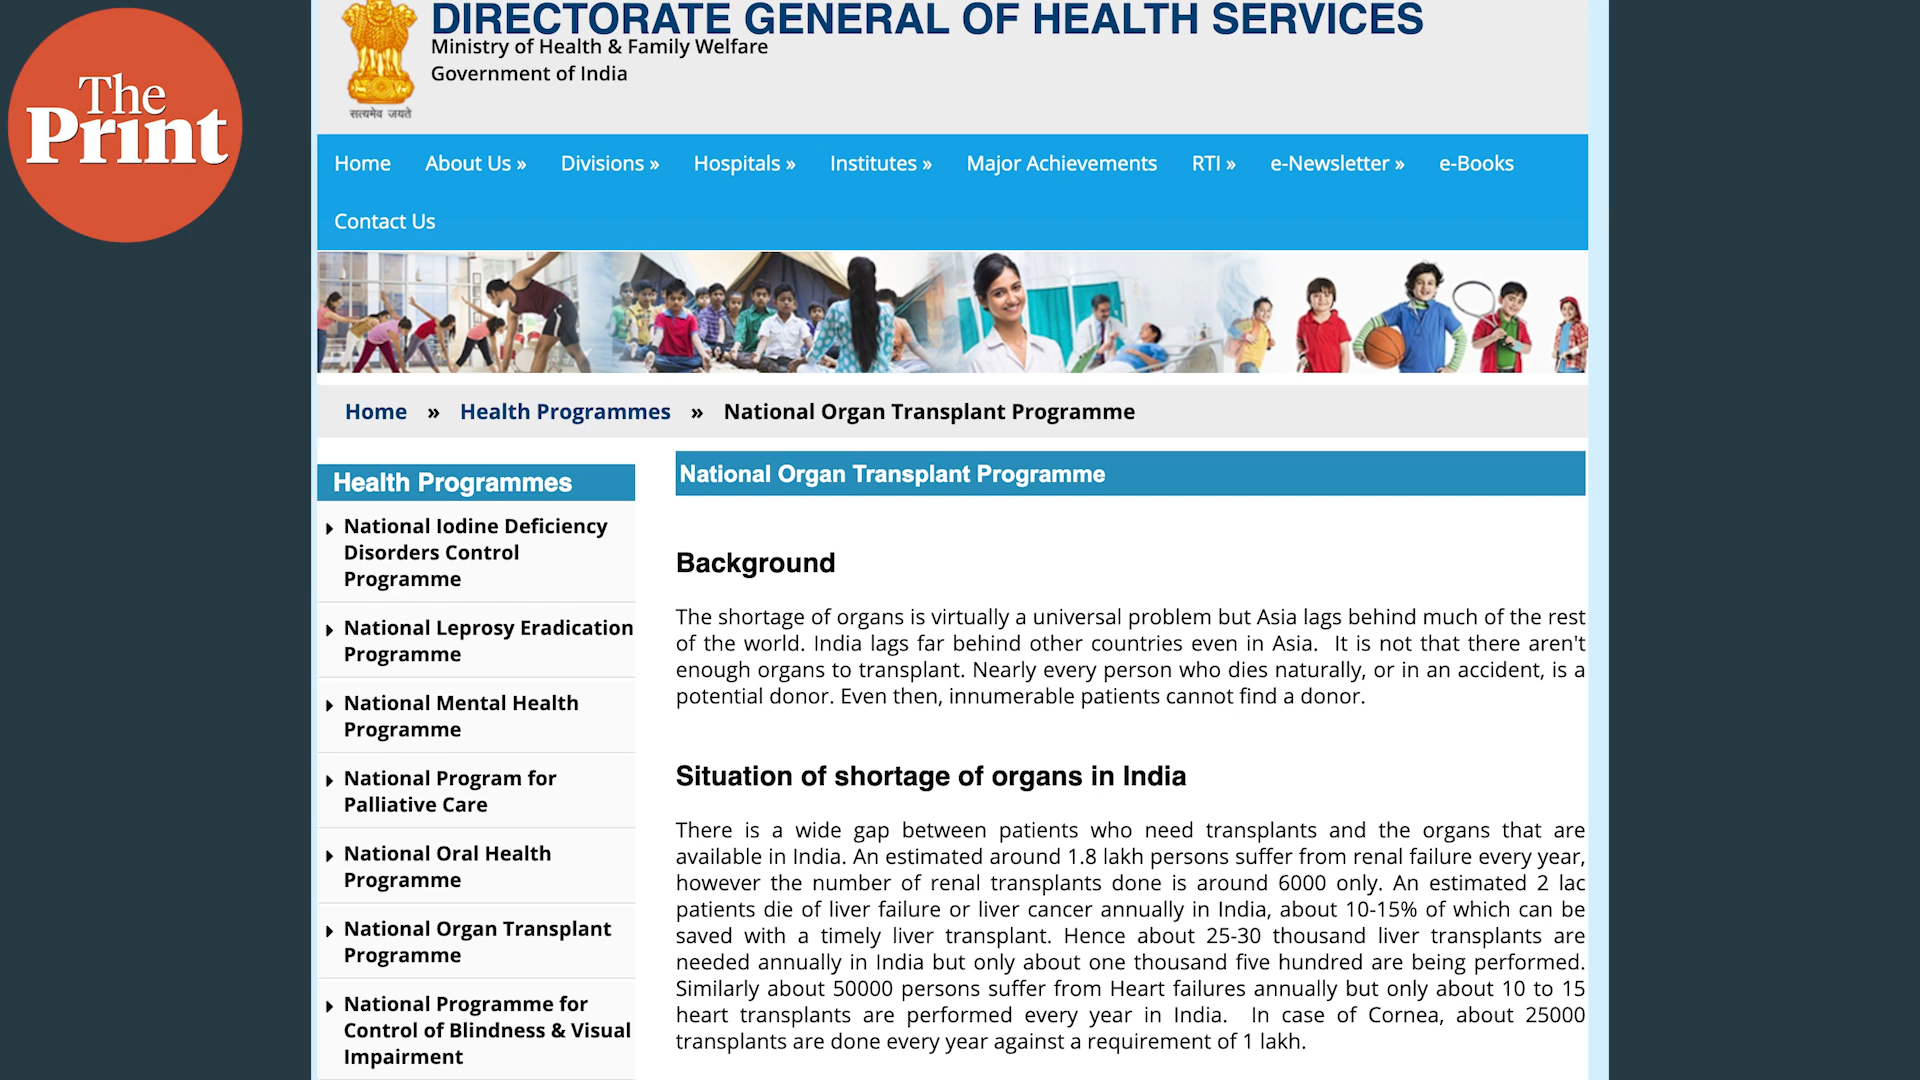 The
Print
DIRECTORATE GENERAL OF HEALTH SERVICES
Ministry of Health & Family Welfare
Government of India
सत्यमेव जयते
Home About Us » Divisions » Hospitals » Institutes » Major Achievements RTI » e-Newsletter » e-Books
Contact Us
Home » Health Programmes » National Organ Transplant Programme
Health Programmes
National Iodine Deficiency
Disorders Control
Programme
National Leprosy Eradication
Programme
National Mental Health
Programme
National Program for
Palliative Care
National Oral Health
Programme
National Organ Transplant
Programme
National Programme for
Control of Blindness & Visual
Impairment
National Organ Transplant Programme
Background
The shortage of organs is virtually a universal problem but Asia lags behind much of the rest
of the world. India lags far behind other countries even in Asia. It is not that there aren't
enough organs to transplant. Nearly every person who dies naturally, or in an accident, is a
potential donor. Even then, innumerable patients cannot find a donor.
Situation of shortage of organs in India
There is a wide gap between patients who need transplants and the organs that are
available in India. An estimated around 1.8 lakh persons suffer from renal failure every year,
however the number of renal transplants done is around 6000 only. An estimated 2 lac
patients die of liver failure or liver cancer annually in India, about 10-15% of which can be
saved with a timely liver transplant. Hence about 25-30 thousand liver transplants are
needed annually in India but only about one thousand five hundred are being performed.
Similarly about 50000 persons suffer from Heart failures annually but only about 10 to 15
heart transplants are performed every year in India. In case of Cornea, about 25000
transplants are done every year against a requirement of 1 lakh.